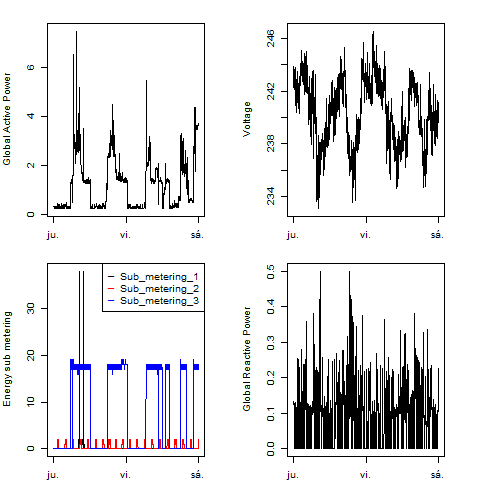 Global Active Power
0 2 4 6
ju. vi. sá.
Voltage
234 238 242 246
ju. vi. sá.
Energy sub metering
0 10 20 30
Sub_metering_1
Sub_metering_2
Sub_metering_3
ju. vi. sá.
Global Reactive Power
0.0 0.1 0.2 0.3 0.4 0.5
ju. vi. sá.